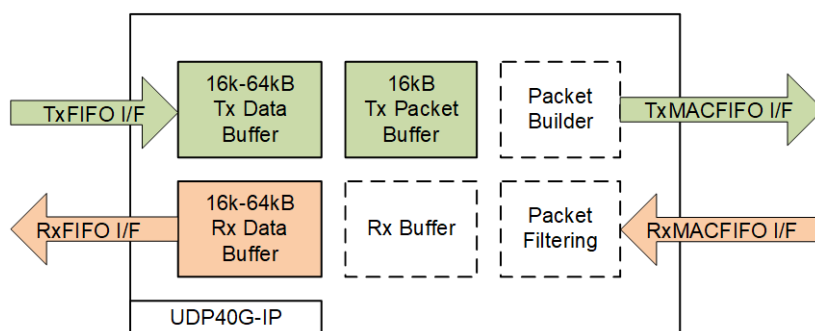 TxFIFO I/F
16k-64kB
Tx Data
Buffer
16kB
Tx Packet
Buffer
Packet
Builder
TxMACFIFO I/F
RxFIFO I/F
16k-64kB
Rx Data
Buffer
Rx Buffer
Packet
Filtering
RxMACFIFO I/F
UDP40G-IP